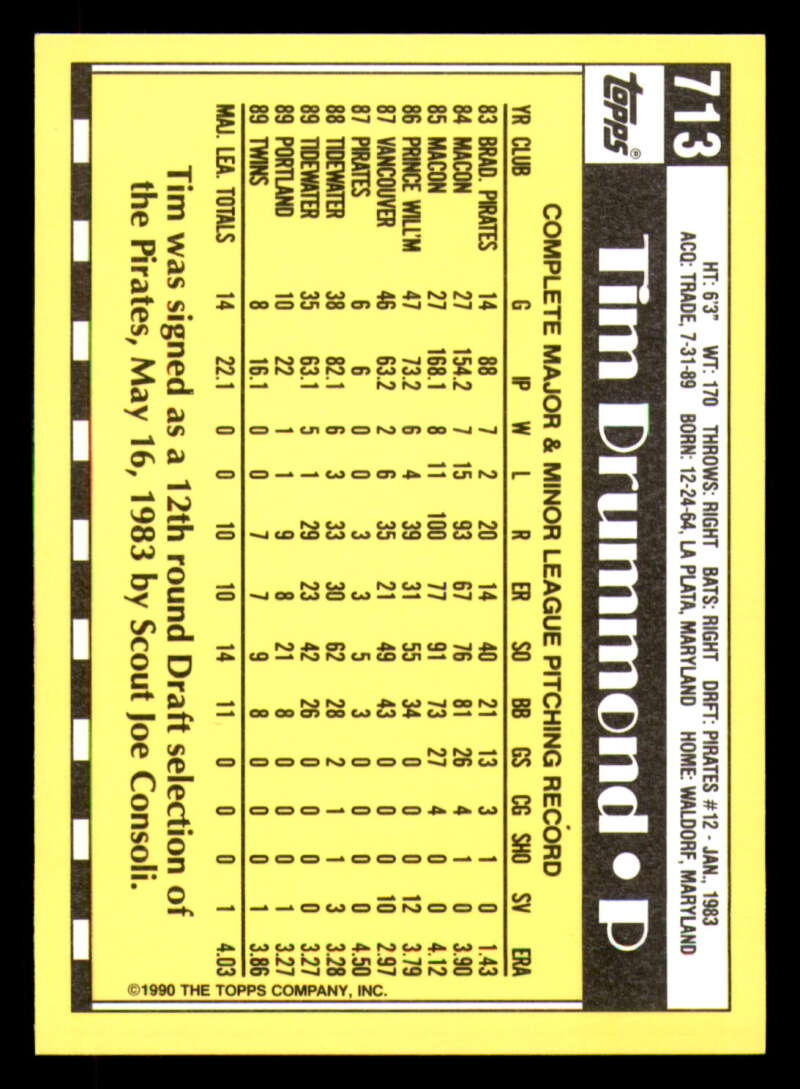 713
HT: 6'3" WT: 170 THROWS: RIGHT BATS: RIGHT DRFT: PIRATES #12 - JAN., 1983
ACQ: TRADE, 7-31-89 BORN: 12-24-64, LA PLATA, MARYLAND HOME: WALDORF, MARYLAND
topps® Tim Drummond • P
COMPLETE MAJOR & MINOR LEAGUE PITCHING RECORD
YR CLUB G IP W L R ER SO BB GS CG SHO SV ERA
83 BRAD. PIRATES 14 88 7 2 20 14 40 21 13 3 1 0 1.43
84 MACON 27 154.2 7 15 93 67 76 81 26 4 1 0 3.90
85 MACON 27 168.1 8 11 100 77 91 73 27 4 0 0 4.12
86 PRINCE WILL'M 47 73.2 6 4 39 31 55 34 0 0 0 12 3.79
87 VANCOUVER 46 63.2 2 6 35 21 49 43 0 0 0 10 2.97
87 PIRATES 6 6 0 0 3 3 5 3 0 0 0 0 4.50
88 TIDEWATER 38 82.1 6 3 33 30 62 28 2 1 1 3 3.28
89 TIDEWATER 35 63.1 5 1 29 23 42 26 0 0 0 0 3.27
89 PORTLAND 10 22 1 1 9 8 21 8 0 0 0 1 3.27
89 TWINS 8 16.1 0 0 7 7 9 8 0 0 0 1 3.86
MAJ. LEA. TOTALS 14 22.1 0 0 10 10 14 11 0 0 0 1 4.03
Tim was signed as a 12th round Draft selection of
the Pirates, May 16, 1983 by Scout Joe Consoli.
©1990 THE TOPPS COMPANY, INC.